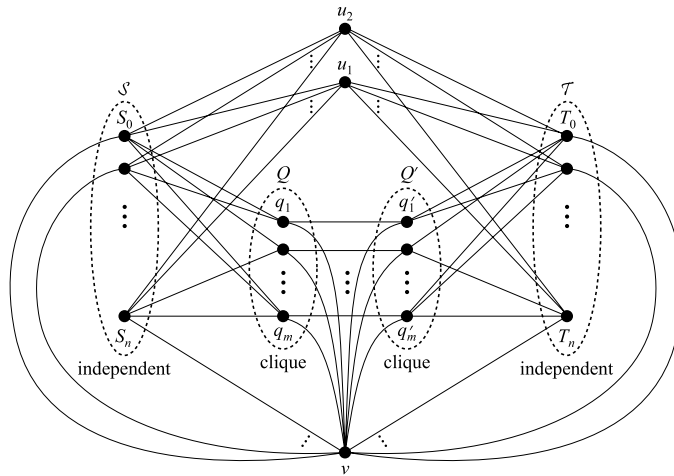 u₂
u₁
𝒮
𝒯
S₀
T₀
Q
Q′
q₁
q′₁
qₘ
q′ₘ
Sₙ
Tₙ
independent
clique
clique
independent
v